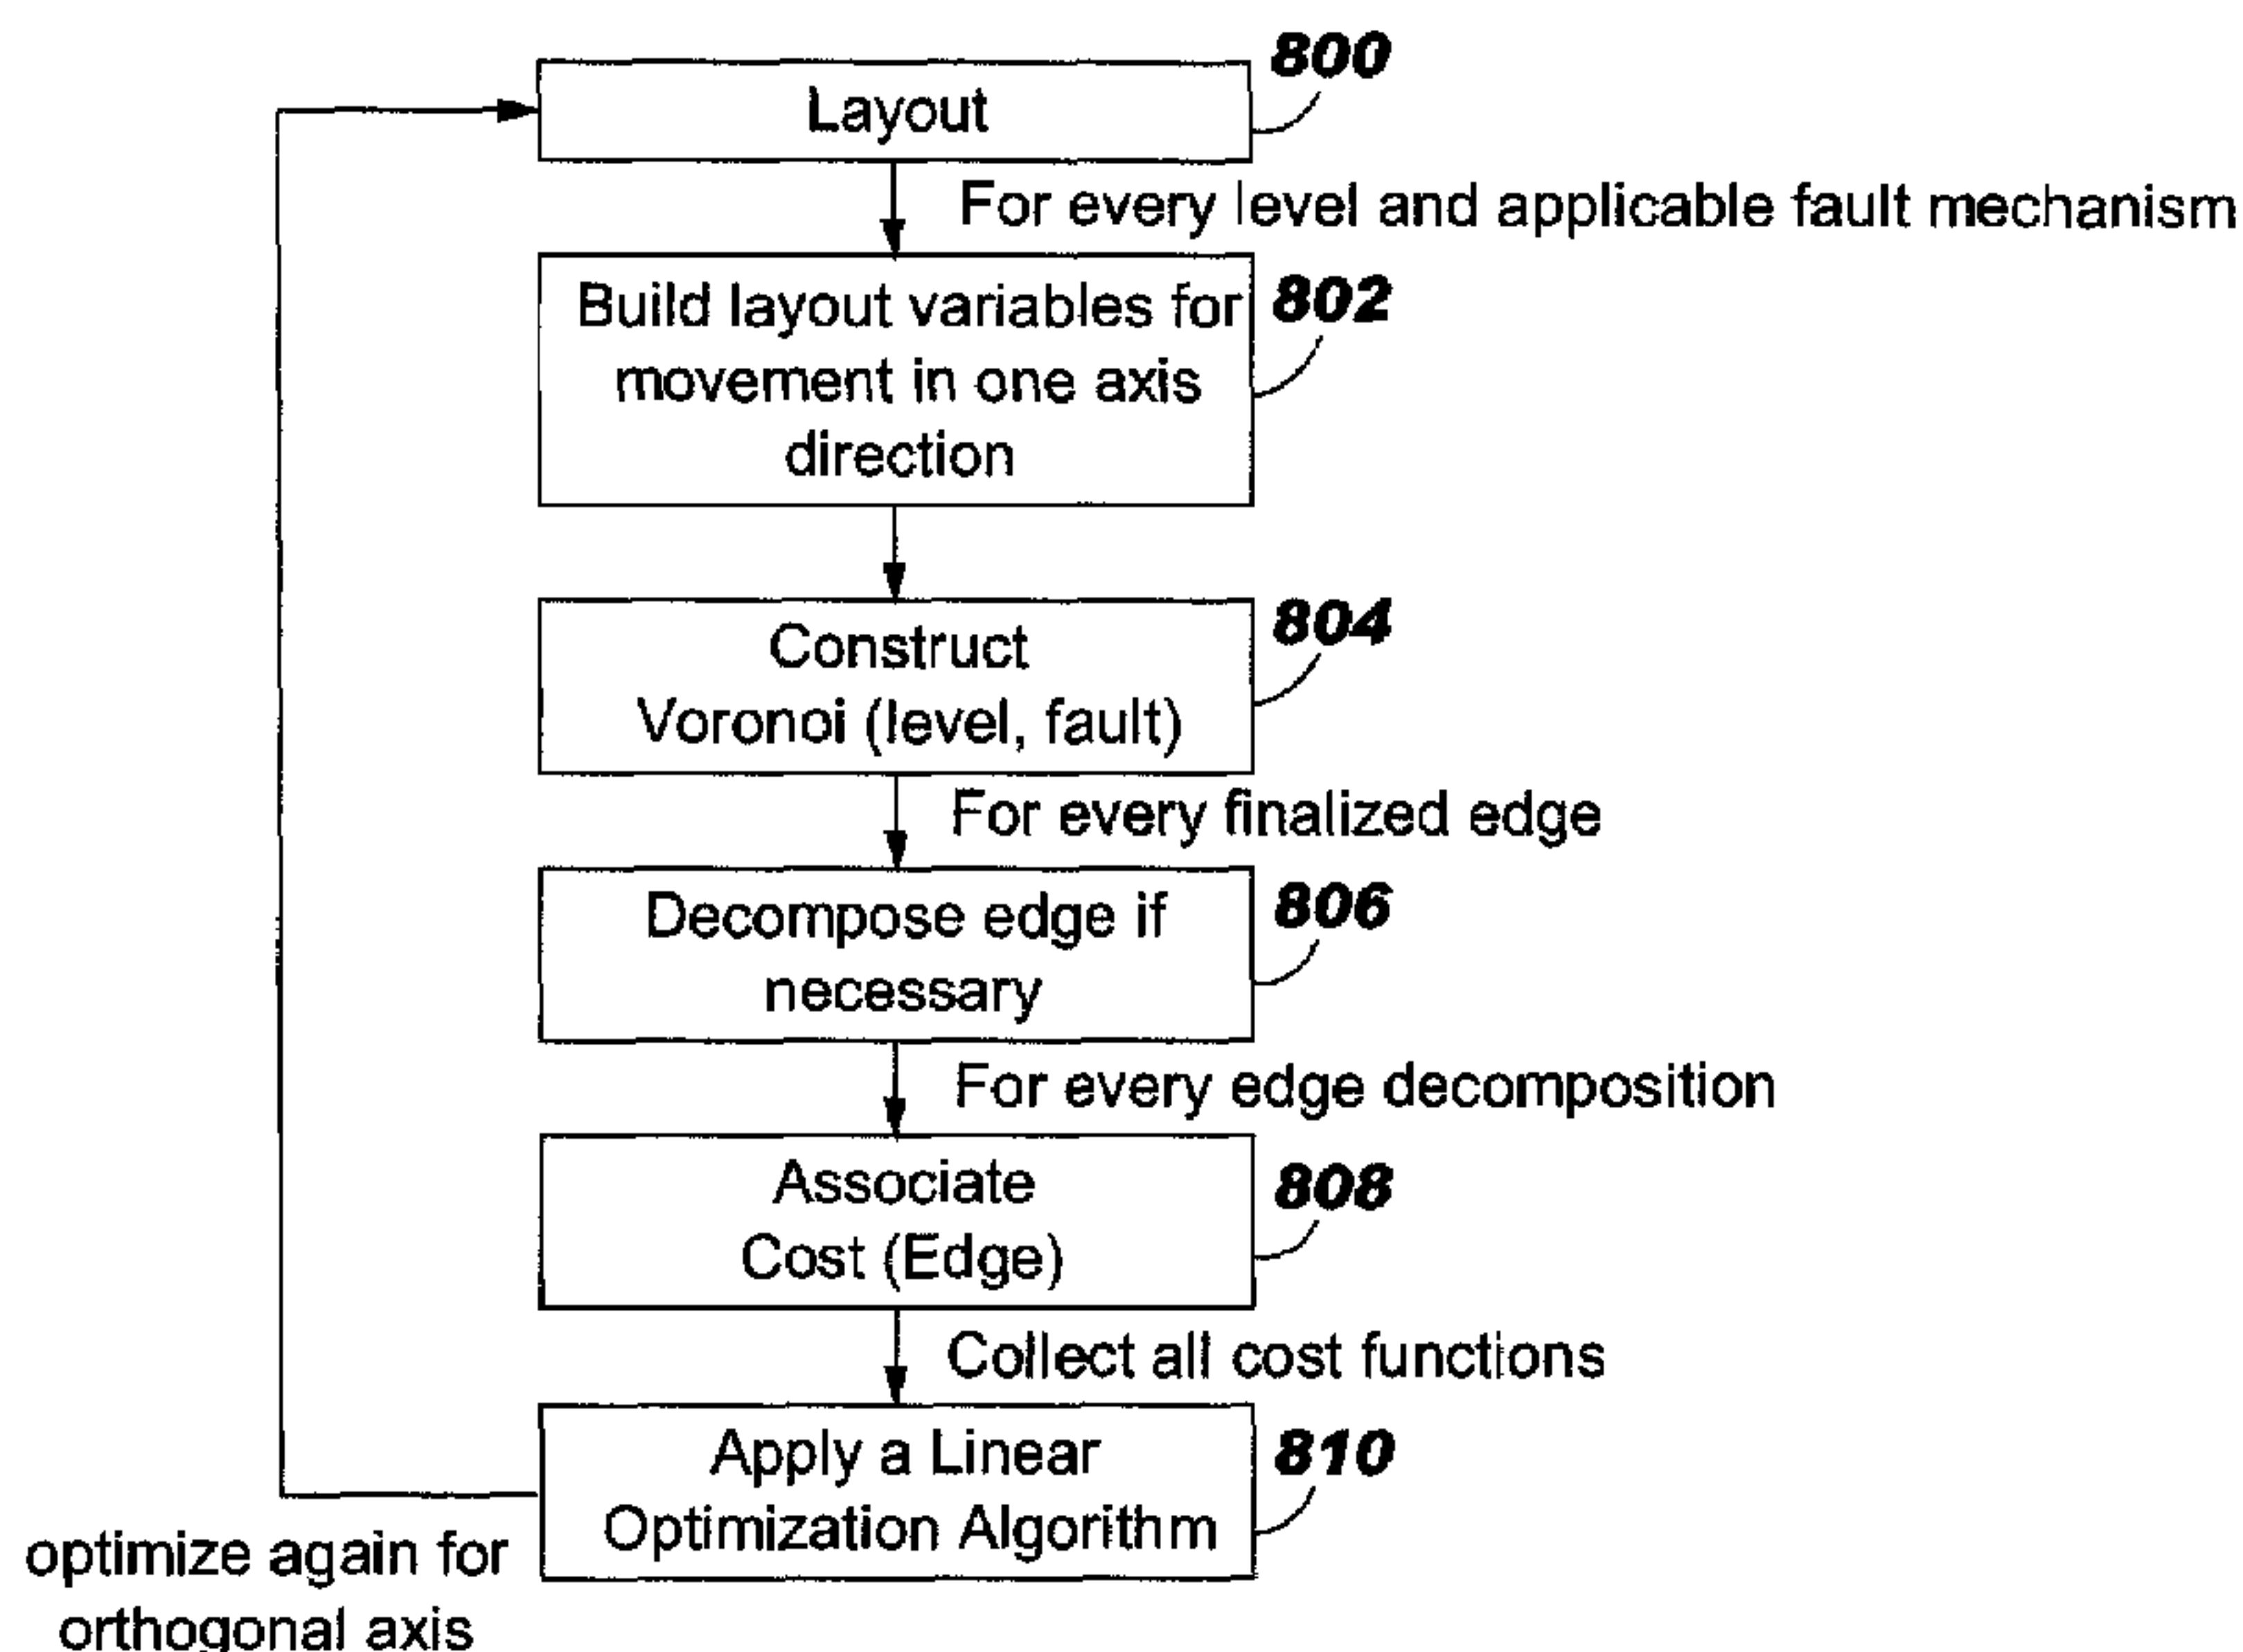 800
Layout
For every level and applicable fault mechanism
Build layout variables for
movement in one axis
direction
802
Construct
Voronoi (level, fault)
804
For every finalized edge
Decompose edge if
necessary
806
For every edge decomposition
Associate
Cost (Edge)
808
Collect all cost functions
Apply a Linear
Optimization Algorithm
810
optimize again for
orthogonal axis